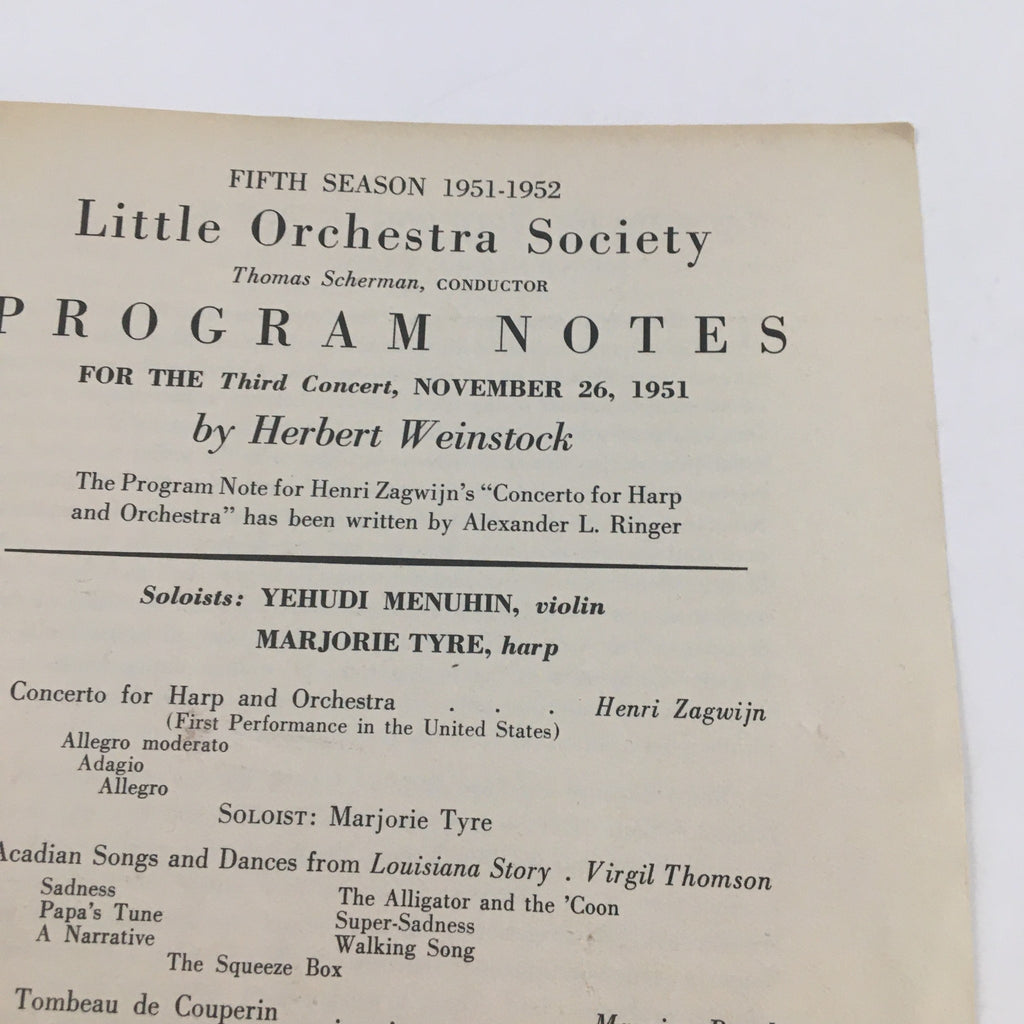 FIFTH SEASON 1951-1952
Little Orchestra Society
Thomas Scherman, CONDUCTOR
PROGRAM NOTES
FOR THE Third Concert, NOVEMBER 26, 1951
by Herbert Weinstock
The Program Note for Henri Zagwijn's “Concerto for Harp
and Orchestra” has been written by Alexander L. Ringer
Soloists: YEHUDI MENUHIN, violin
MARJORIE TYRE, harp
Concerto for Harp and Orchestra . . . Henri Zagwijn
(First Performance in the United States)
Allegro moderato
Adagio
Allegro
SOLOIST: Marjorie Tyre
Acadian Songs and Dances from Louisiana Story . Virgil Thomson
Sadness The Alligator and the 'Coon
Papa's Tune Super-Sadness
A Narrative Walking Song
The Squeeze Box
Tombeau de Couperin . .